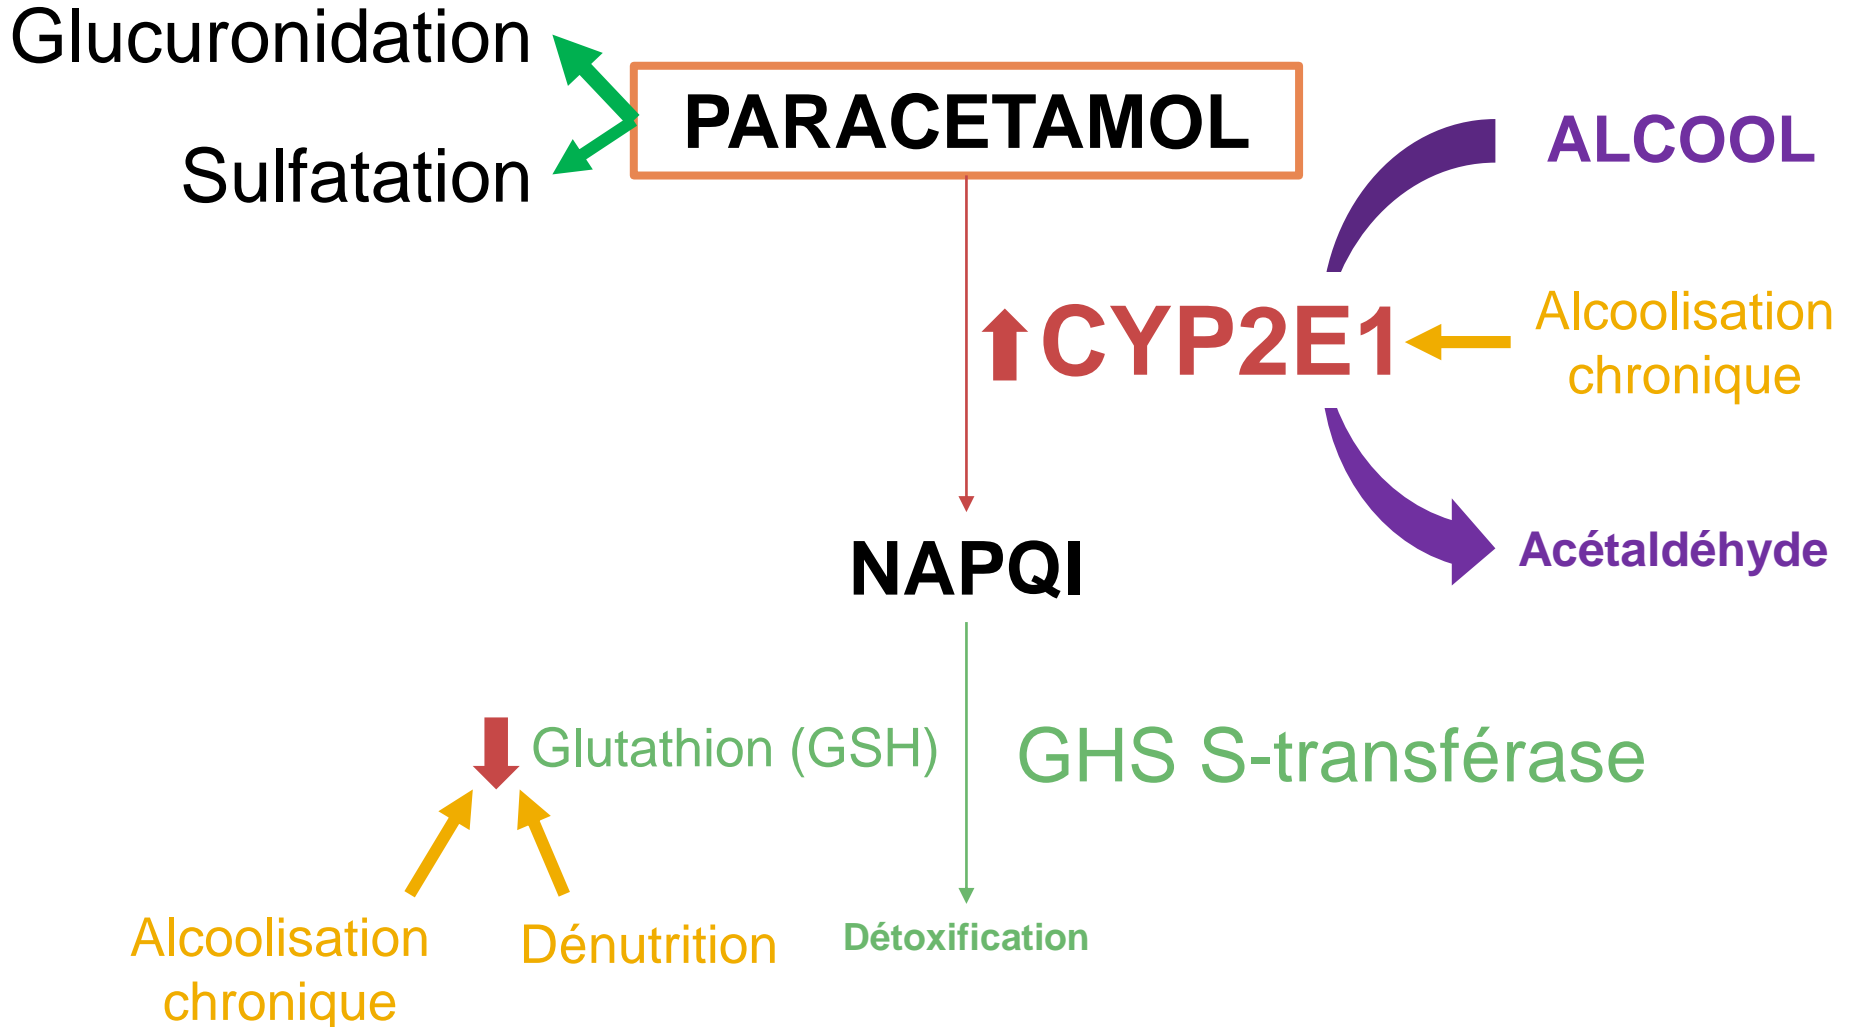 Glucuronidation
PARACETAMOL
ALCOOL
Sulfatation
CYP2E1
Alcoolisation
chronique
NAPQI
Acétaldéhyde
Glutathion (GSH)
GHS S-transférase
Alcoolisation
chronique
Dénutrition
Détoxification